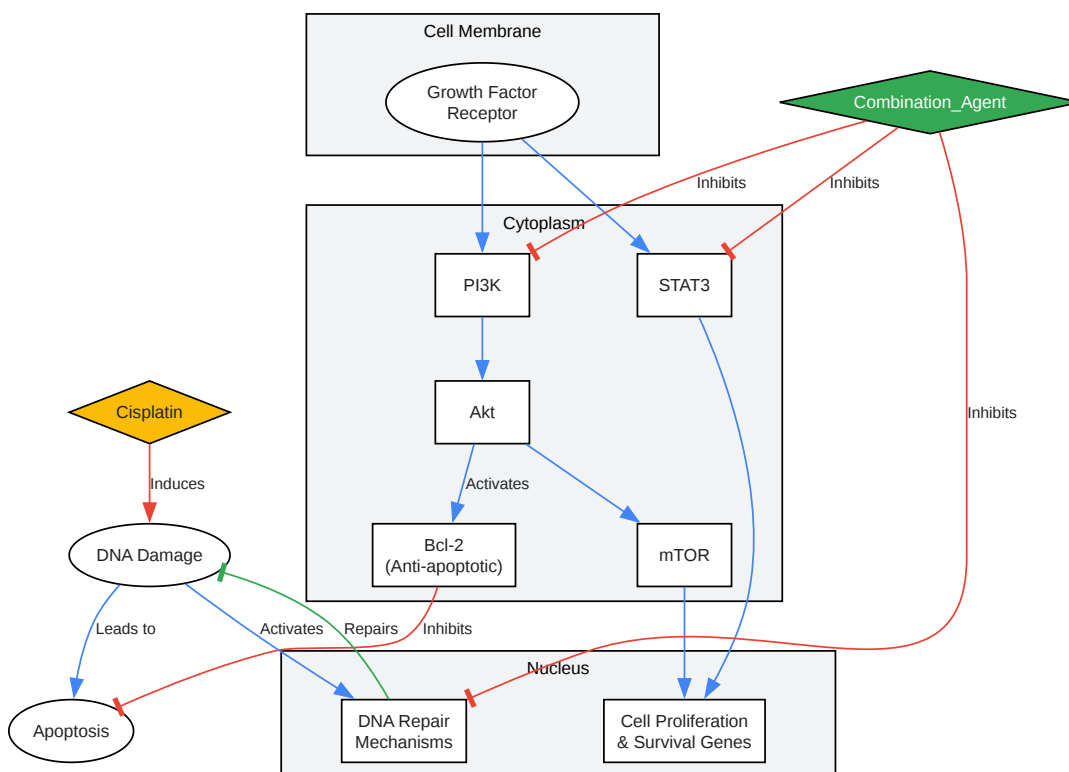 Cell Membrane
Growth Factor
Receptor
Combination_Agent
Inhibits
Inhibits
Cytoplasm
PI3K
STAT3
Cisplatin
Akt
Inhibits
Induces
Activates
DNA Damage
Bcl-2
(Anti-apoptotic)
mTOR
Leads to
Activates
Repairs
Inhibits
Nucleus
Apoptosis
DNA Repair
Mechanisms
Cell Proliferation
& Survival Genes